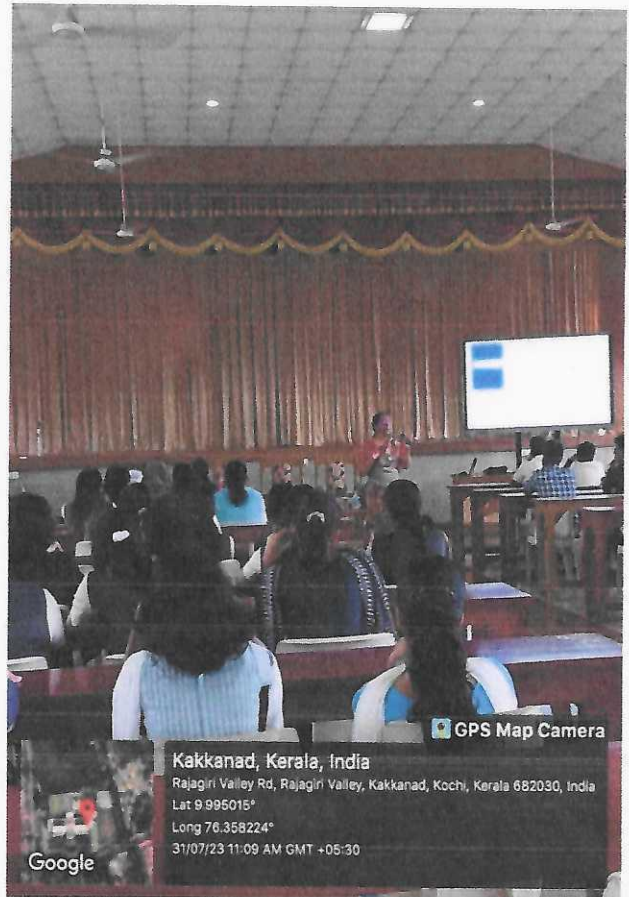 GPS Map Camera
Kakkanad, Kerala, India
Rajagiri Valley Rd, Rajagiri Valley, Kakkanad, Kochi, Kerala 682030, India
Lat 9.995015°
Long 76.358224°
31/07/23 11:09 AM GMT +05:30
Google